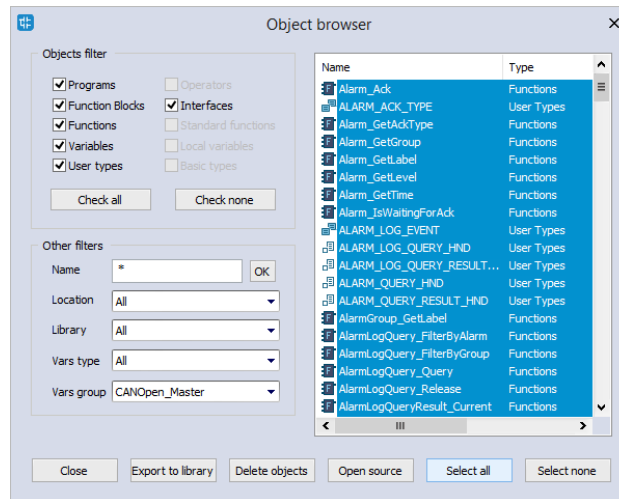 Object browser
Objects filter
Programs
Operators
Function Blocks
Interfaces
Functions
Standard functions
Variables
Local variables
User types
Basic types
Check all
Check none
Other filters
Name * OK
Location All
Library All
Vars type All
Vars group CANOpen_Master
Name Type
Alarm_Ack Functions
ALARM_ACK_TYPE User Types
Alarm_GetAckType Functions
Alarm_GetGroup Functions
Alarm_GetLabel Functions
Alarm_GetLevel Functions
Alarm_GetTime Functions
Alarm_IsWaitingForAck Functions
ALARM_LOG_EVENT User Types
ALARM_LOG_QUERY_HND User Types
ALARM_LOG_QUERY_RESULT... User Types
ALARM_QUERY_HND User Types
ALARM_QUERY_RESULT_HND User Types
AlarmGroup_GetLabel Functions
AlarmLogQuery_FilterByAlarm Functions
AlarmLogQuery_FilterByGroup Functions
AlarmLogQuery_Query Functions
AlarmLogQuery_Release Functions
AlarmLogQueryResult_Current Functions
Close
Export to library
Delete objects
Open source
Select all
Select none